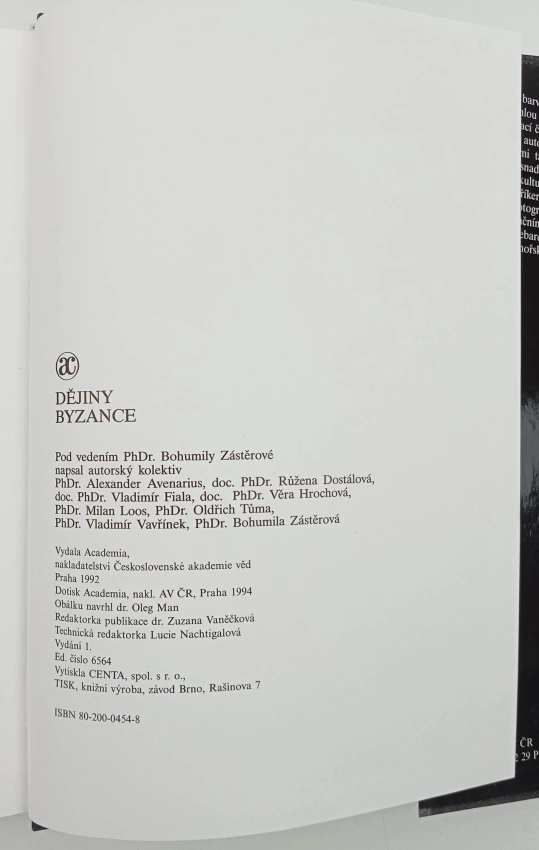 ac
DĚJINY
BYZANCE
Pod vedením PhDr. Bohumily Zástěrové
napsal autorský kolektiv
PhDr. Alexander Avenarius, doc. PhDr. Růžena Dostálová,
doc. PhDr. Vladimír Fiala, doc. PhDr. Věra Hrochová,
PhDr. Milan Loos, PhDr. Oldřich Tůma,
PhDr. Vladimír Vavřínek, PhDr. Bohumila Zástěrová
Vydala Academia,
nakladatelství Československé akademie věd
Praha 1992
Dotisk Academia, nakl. AV ČR, Praha 1994
Obálku navrhl dr. Oleg Man
Redaktorka publikace dr. Zuzana Vaněčková
Technická redaktorka Lucie Nachtigalová
Vydání 1.
Ed. číslo 6564
Vytiskla CENTA, spol. s r. o.,
TISK, knižní výroba, závod Brno, Rašínova 7
ISBN 80-200-0454-8
ČR
29 P